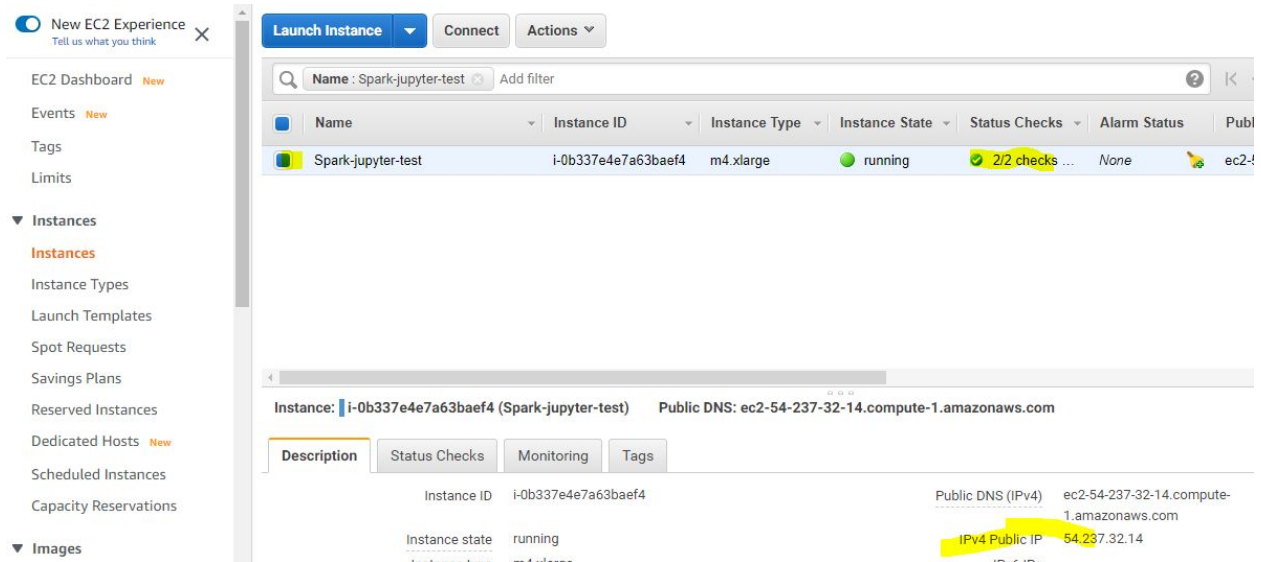 New EC2 Experience
Tell us what you think
EC2 Dashboard New
Events New
Tags
Limits
Instances
Instances
Instance Types
Launch Templates
Spot Requests
Savings Plans
Reserved Instances
Dedicated Hosts New
Scheduled Instances
Capacity Reservations
Images
Launch Instance Connect Actions
Name : Spark-jupyter-test Add filter
Name Instance ID Instance Type Instance State Status Checks Alarm Status Publ
Spark-jupyter-test i-0b337e4e7a63baef4 m4.xlarge running 2/2 checks ... None ec2-5
Instance: i-0b337e4e7a63baef4 (Spark-jupyter-test) Public DNS: ec2-54-237-32-14.compute-1.amazonaws.com
Description Status Checks Monitoring Tags
Instance ID i-0b337e4e7a63baef4 Public DNS (IPv4) ec2-54-237-32-14.compute-
1.amazonaws.com
Instance state running IPv4 Public IP 54.237.32.14